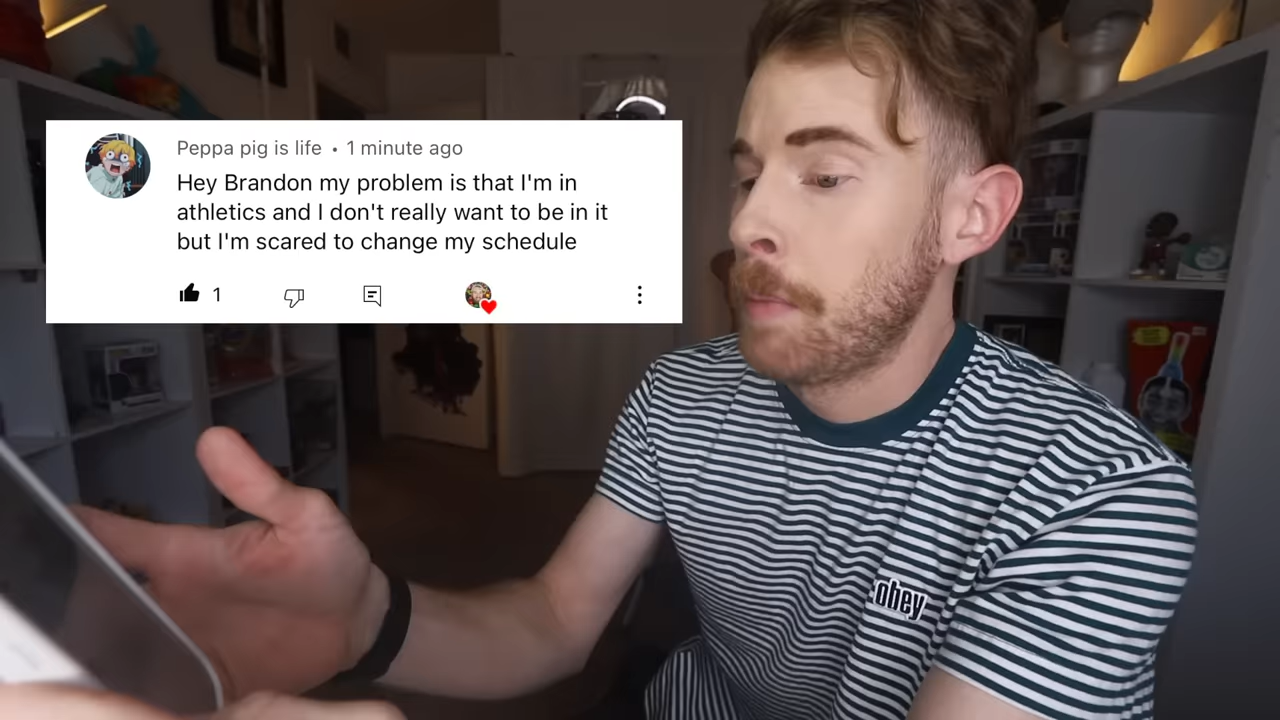 Peppa pig is life • 1 minute ago
Hey Brandon my problem is that I'm in
athletics and I don't really want to be in it
but I'm scared to change my schedule
1
obey